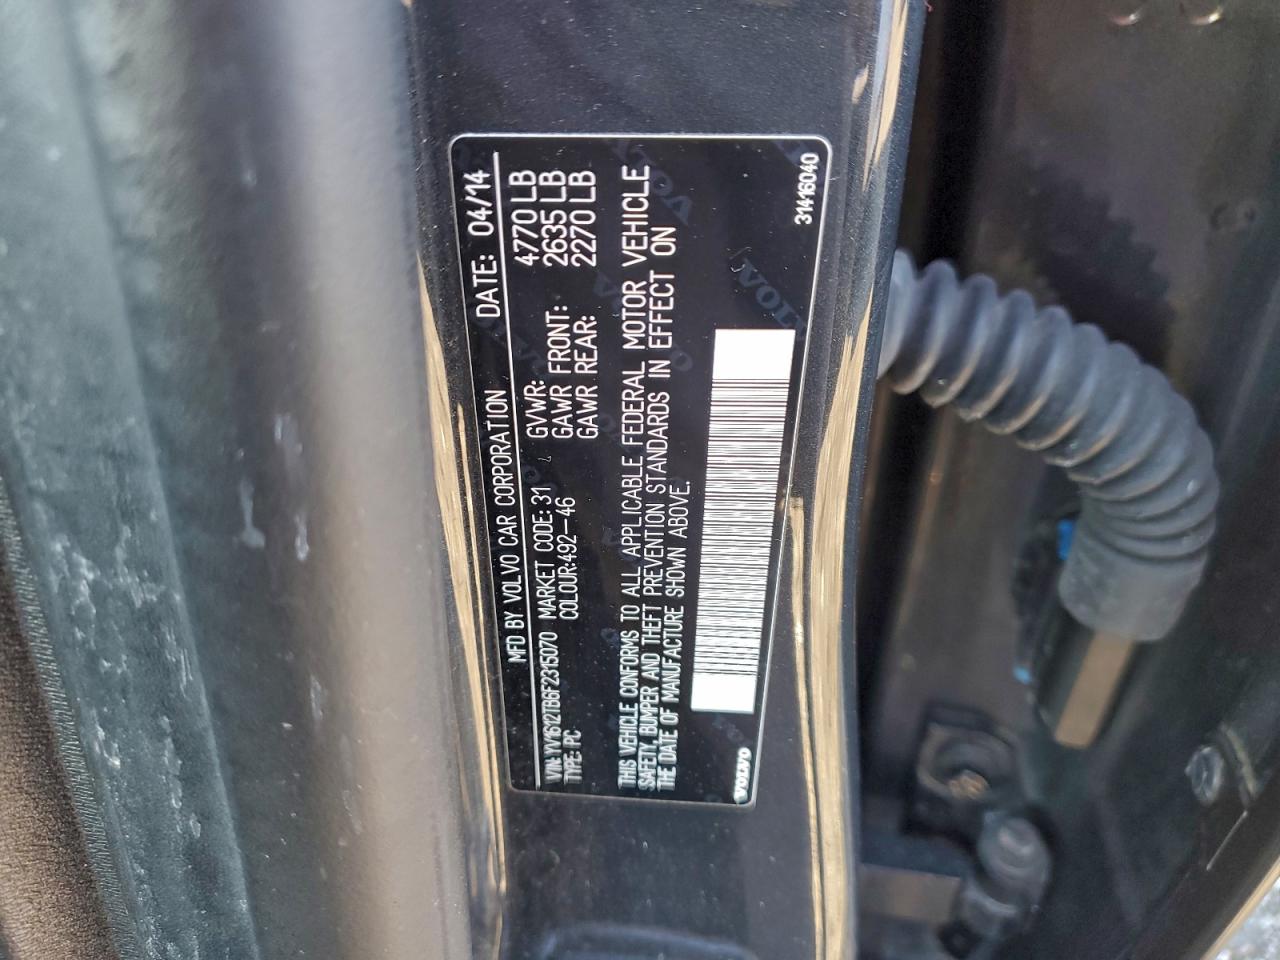 MFD BY VOLVO CAR CORPORATION DATE: 04/14
VIN: YV1612TB6F2315070 MARKET CODE: 31 GVWR: 4770 LB
TYPE: PC COLOUR:492-46 GAWR FRONT: 2635 LB
GAWR REAR: 2270 LB
THIS VEHICLE CONFORMS TO ALL APPLICABLE FEDERAL MOTOR VEHICLE
SAFETY, BUMPER AND THEFT PREVENTION STANDARDS IN EFFECT ON
THE DATE OF MANUFACTURE SHOWN ABOVE.
VOLVO 31416040